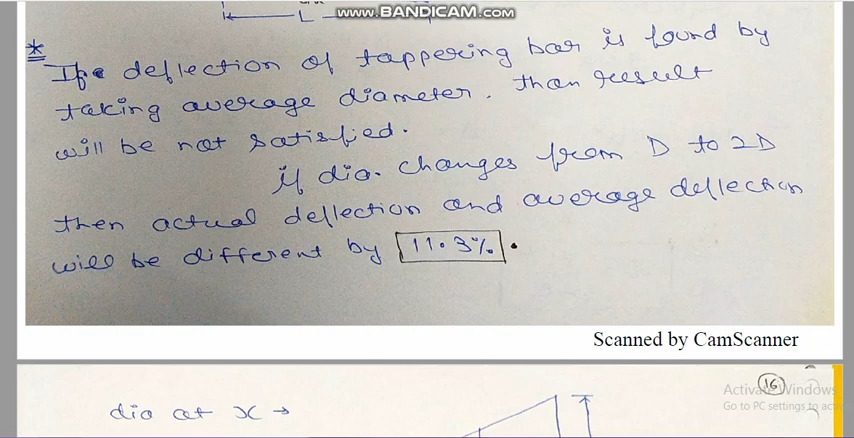 WWW.BANDICAM.COM
L
* If deflection of tappering bar is found by
taking average diameter. than result
will be not satisfied.
if dia. changes from D to 2D
then actual deflection and average deflection
will be different by 11.3%.
Scanned by CamScanner
16
Activate Windows
Go to PC settings to
dia at x →